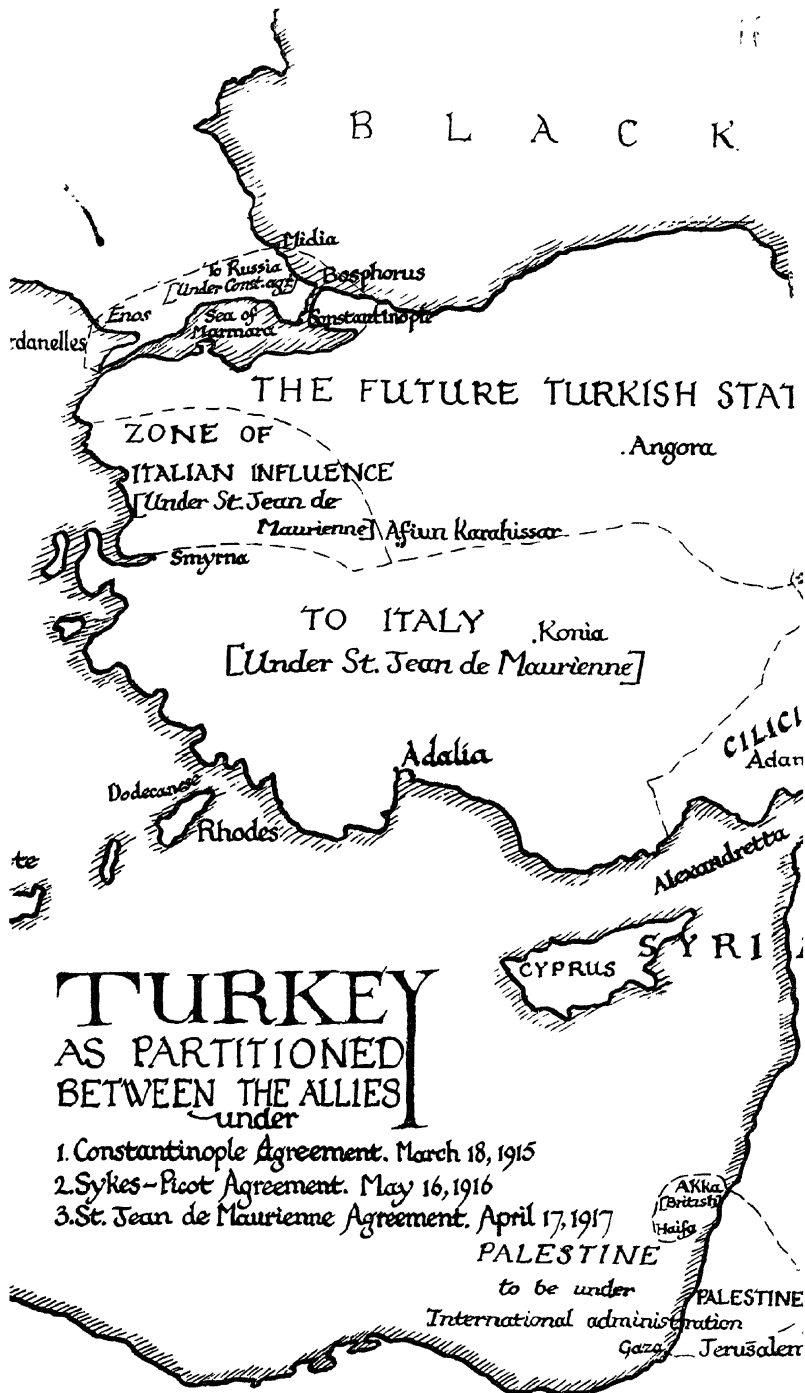 BLACK
Midia
To Russia
[Under Const. agt]
Bosphorus
Enos
Sea of
Marmara
Constantinople
rdanelles
THE FUTURE TURKISH STAT
ZONE OF
.Angora
ITALIAN INFLUENCE
[Under St. Jean de
Maurienne]
Afiun Karahissar
Smyrna
TO ITALY
.Konia
[Under St. Jean de Maurienne]
CILICI
Adan
Adalia
Dodecanese
Rhodes
te
Alexandretta
SYRIA
CYPRUS
TURKEY
AS PARTITIONED
BETWEEN THE ALLIES
under
1. Constantinople Agreement. March 18, 1915
2. Sykes-Picot Agreement. May 16, 1916
3. St. Jean de Maurienne Agreement. April 17, 1917
AKKa
[British]
Haifa
PALESTINE
to be under
International administration
PALESTINE
Gaza
Jerusalem